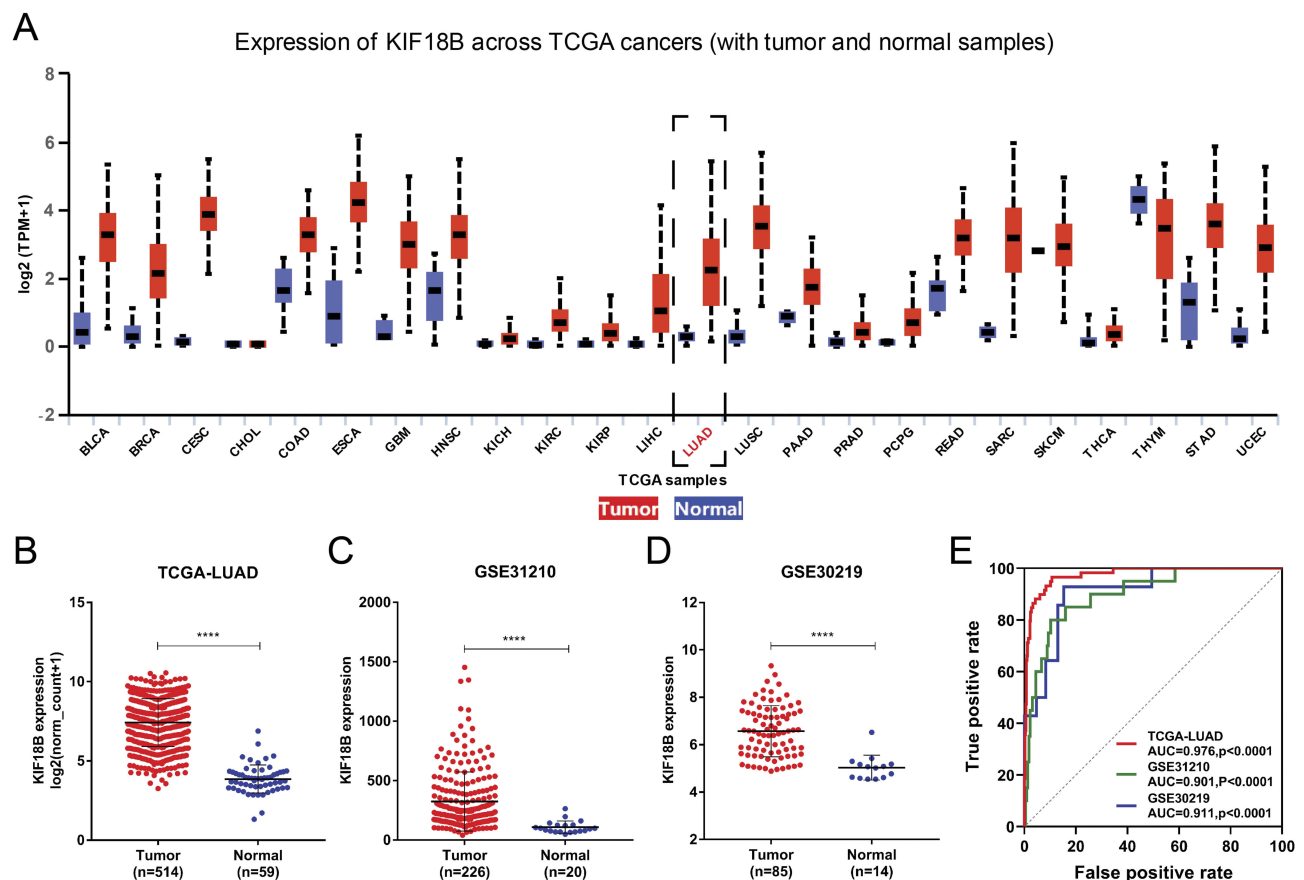 A
Expression of KIF18B across TCGA cancers (with tumor and normal samples)
log2 (TPM+1)
8
6
4
2
0
-2
BLCA
BRCA
CESC
CHOL
COAD
ESCA
GBM
HNSC
KICH
KIRC
KIRP
LIHC
LUAD
LUSC
PAAD
PRAD
PCPG
READ
SARC
SKCM
THCA
THYM
STAD
UCEC
TCGA samples
Tumor Normal
B
TCGA-LUAD
KIF18B expression
log2(norm_count+1)
15
10
5
0
****
Tumor Normal
(n=514) (n=59)
C
GSE31210
KIF18B expression
2000
1500
1000
500
0
****
Tumor Normal
(n=226) (n=20)
D
GSE30219
KIF18B expression
12
10
8
6
4
2
****
Tumor Normal
(n=85) (n=14)
E
True positive rate
100
80
60
40
20
0
TCGA-LUAD
AUC=0.976,p<0.0001
GSE31210
AUC=0.901,P<0.0001
GSE30219
AUC=0.911,p<0.0001
0 20 40 60 80 100
False positive rate